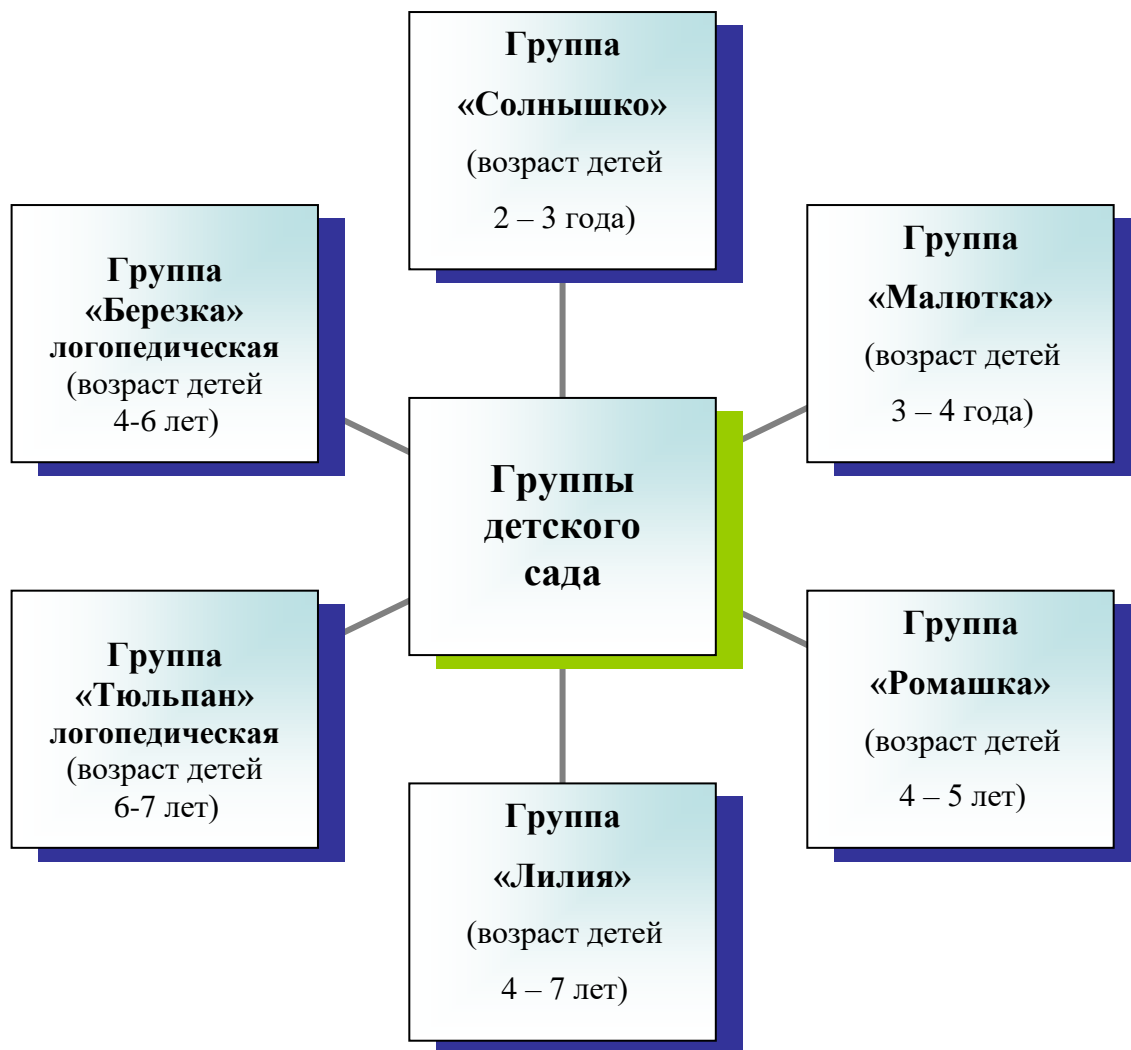 Группа
«Солнышко»
(возраст детей
2 – 3 года)
Группа
«Березка»
логопедическая
(возраст детей
4-6 лет)
Группа
«Малютка»
(возраст детей
3 – 4 года)
Группы
детского
сада
Группа
«Тюльпан»
логопедическая
(возраст детей
6-7 лет)
Группа
«Ромашка»
(возраст детей
4 – 5 лет)
Группа
«Лилия»
(возраст детей
4 – 7 лет)